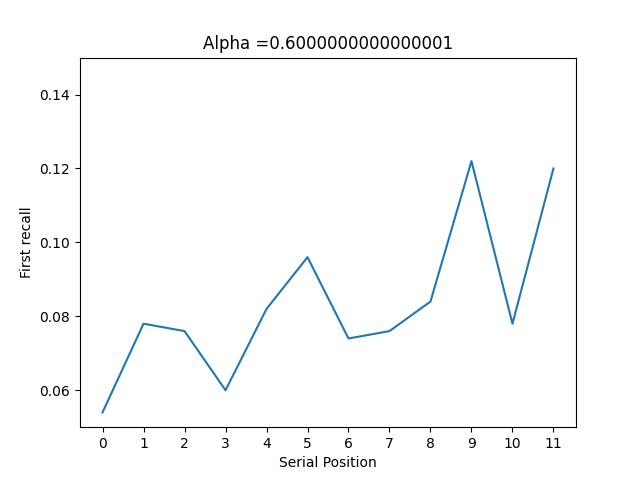 Alpha =0.6000000000000001
0.14
0.12
0.10
0.08
0.06
First recall
0 1 2 3 4 5 6 7 8 9 10 11
Serial Position